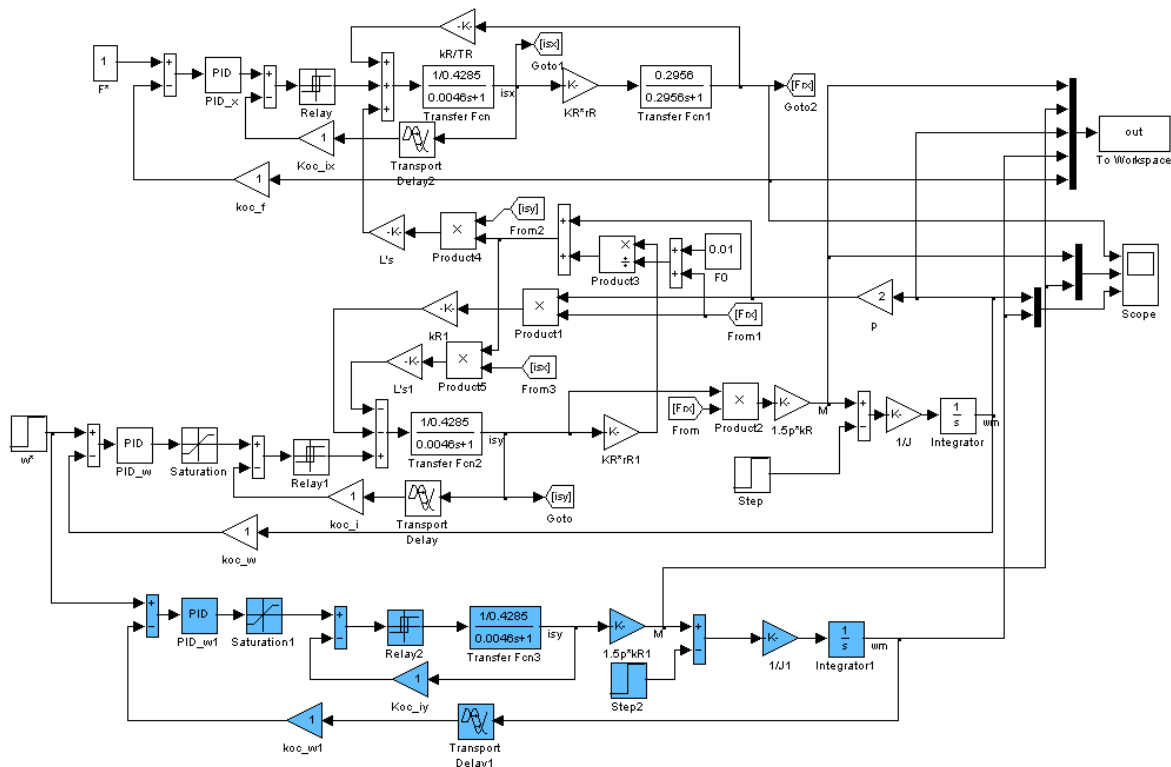 -K-
kR/TR
[isx]
Goto1
1
F*
+
−
PID
PID_x
+
−
Relay
+
+
+
1/0.4285
0.0046s+1
isx
Transfer Fcn
K-
KR*rR
0.2956
0.2956s+1
Transfer Fcn1
[Frx]
Goto2
out
To Workspace
1
Koc_ix
Transport
Delay2
1
koc_f
[isy]
From2
-K-
L's
×
Product4
+
+
×
÷
Product3
+
+
0.01
F0
-K-
kR1
×
Product1
2
p
[Frx]
From1
Scope
-K-
L's1
×
Product5
[isx]
From3
[Frx]
From
×
Product2
K-
1.5p*kR
M
+
−
K-
1/J
1
s
Integrator
wm
w*
+
−
PID
PID_w
Saturation
+
−
Relay1
−
−
+
1/0.4285
0.0046s+1
isy
Transfer Fcn2
K-
KR*rR1
Step
1
koc_i
Transport
Delay
[isy]
Goto
1
koc_w
+
−
PID
PID_w1
Saturation1
+
−
Relay2
1/0.4285
0.0046s+1
isy
Transfer Fcn3
K-
1.5p*kR1
M
+
−
K-
1/J1
1
s
Integrator1
wm
1
Koc_iy
Step2
1
koc_w1
Transport
Delay1